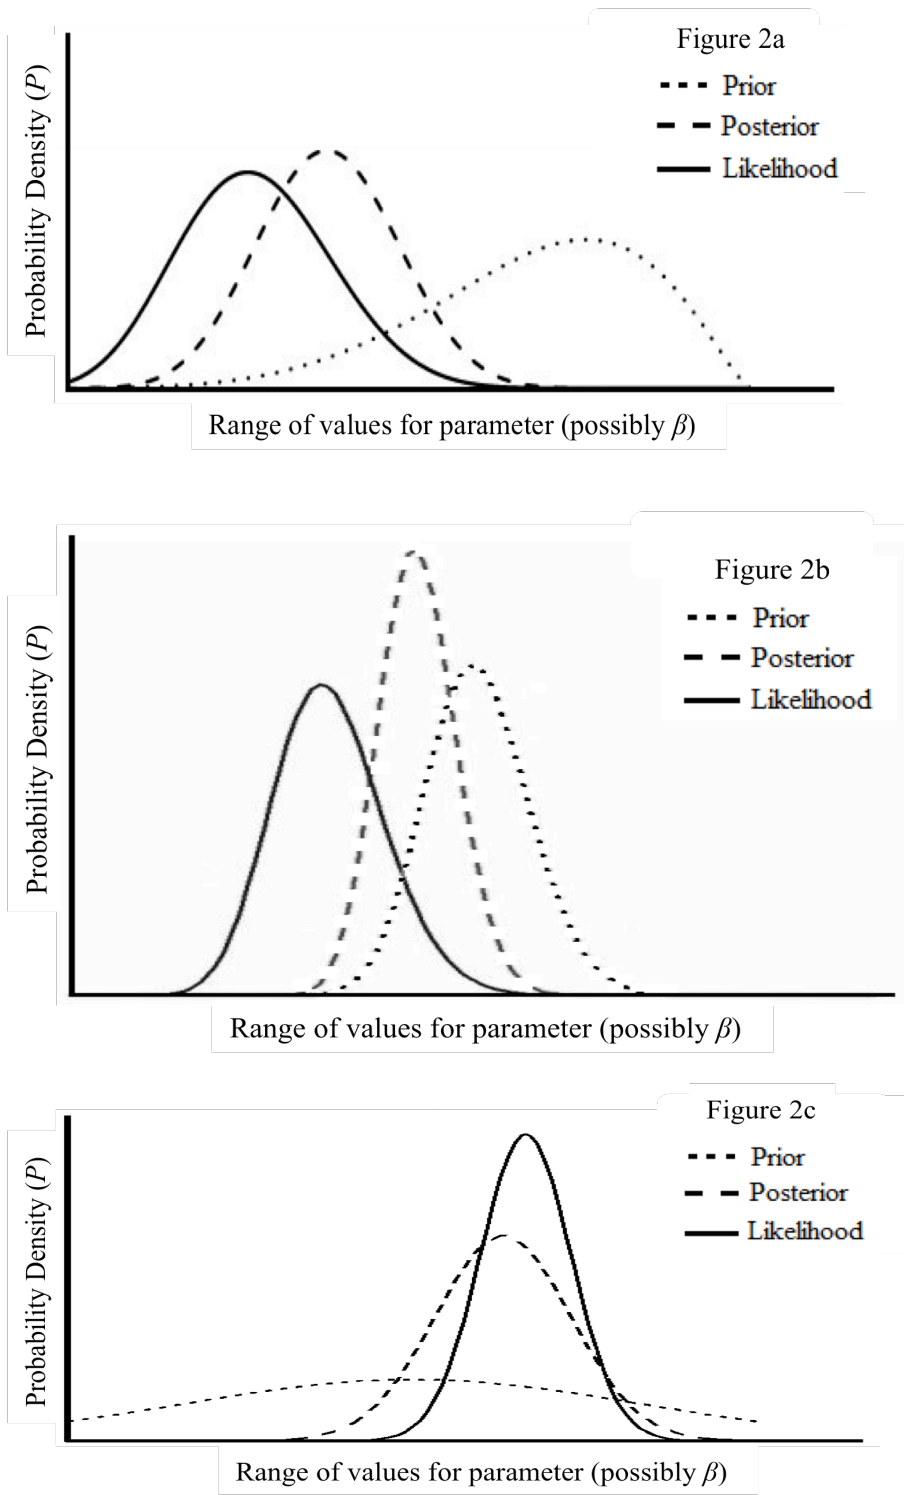 Figure 2a
Prior
Posterior
Likelihood
Probability Density (P)
Range of values for parameter (possibly β)
Figure 2b
Prior
Posterior
Likelihood
Probability Density (P)
Range of values for parameter (possibly β)
Figure 2c
Prior
Posterior
Likelihood
Probability Density (P)
Range of values for parameter (possibly β)